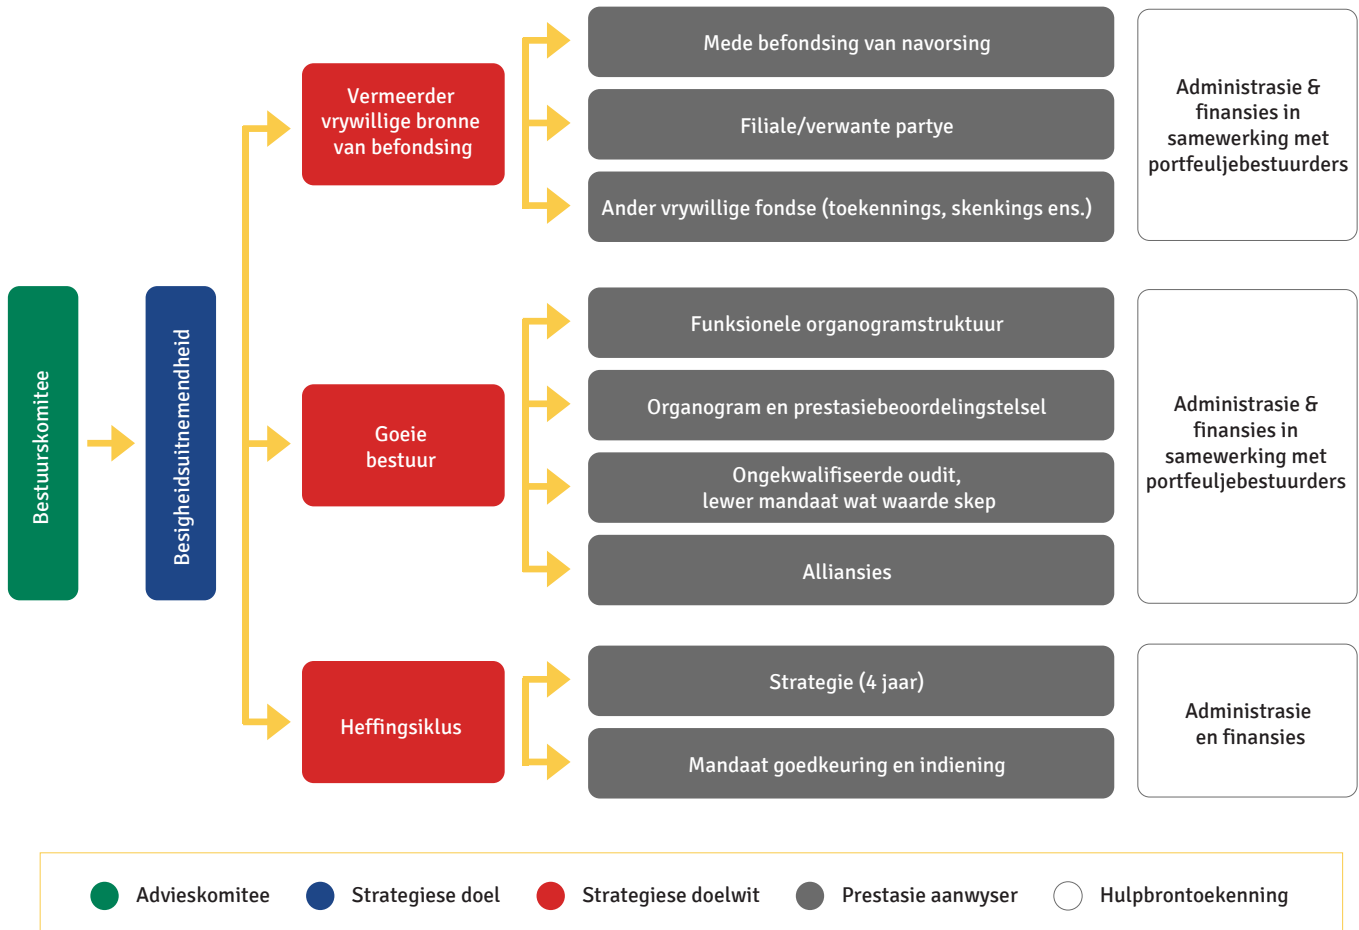 Bestuurskomitee
Besigheidsuitnemendheid
Vermeerder
vrywillige bronne
van befondsing
Mede befondsing van navorsing
Filiale/verwante partye
Ander vrywillige fondse (toekennings, skenkings ens.)
Administrasie &
finansies in
samewerking met
portfeuljebestuurders
Goeie
bestuur
Funksionele organogramstruktuur
Organogram en prestasiebeoordelingstelsel
Ongekwalifiseerde oudit,
lewer mandaat wat waarde skep
Alliansies
Administrasie &
finansies in
samewerking met
portfeuljebestuurders
Heffingsiklus
Strategie (4 jaar)
Mandaat goedkeuring en indiening
Administrasie
en finansies
Advieskomitee
Strategiese doel
Strategiese doelwit
Prestasie aanwyser
Hulpbrontoekenning